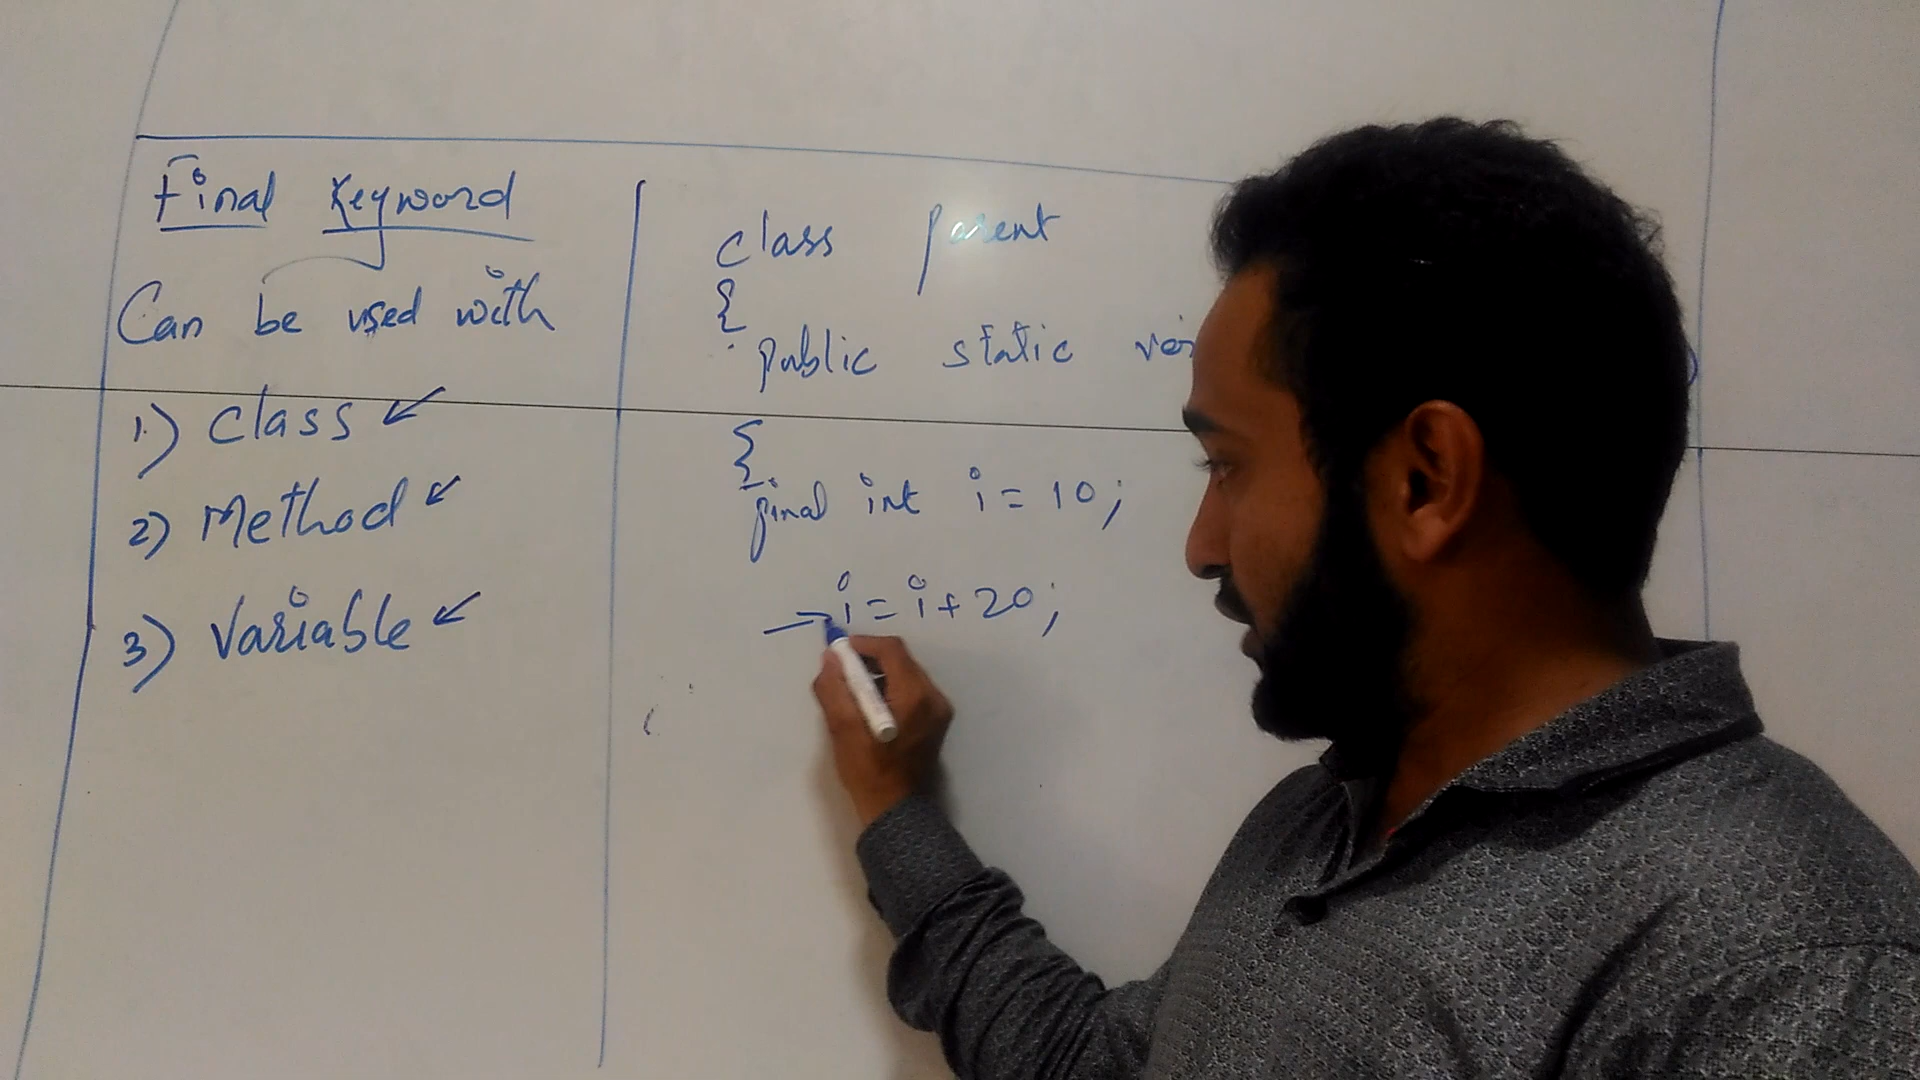 Final Keyword
Can be used with
1) class
2) Method
3) Variable
class parent
{
public static
{
final int i = 10;
i = i + 20;